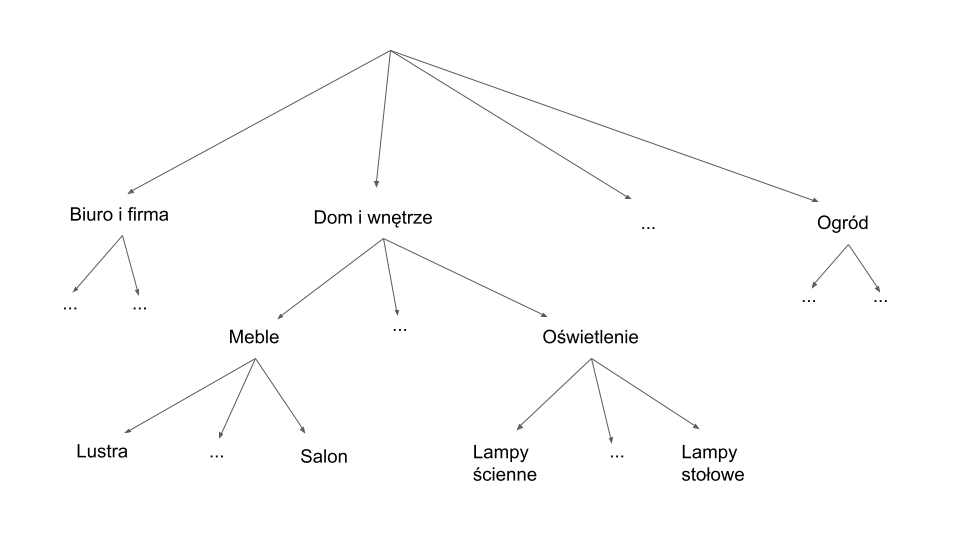 Biuro i firma
Dom i wnętrze
...
Ogród
...
...
...
...
Meble
...
Oświetlenie
Lustra
...
Salon
Lampy
ścienne
...
Lampy
stołowe